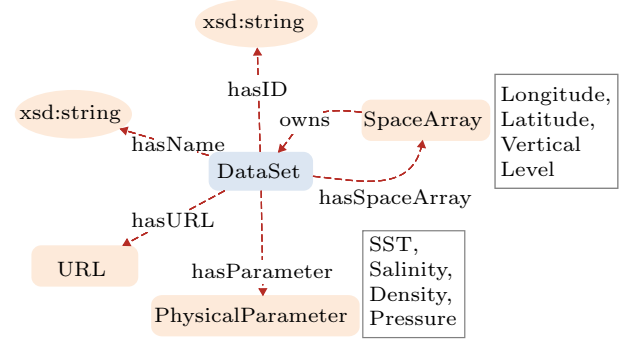 xsd:string
hasID
Longitude,
Latitude,
Vertical
Level
xsd:string
owns
SpaceArray
hasName
DataSet
hasSpaceArray
hasURL
SST,
Salinity,
Density,
Pressure
URL
hasParameter
PhysicalParameter